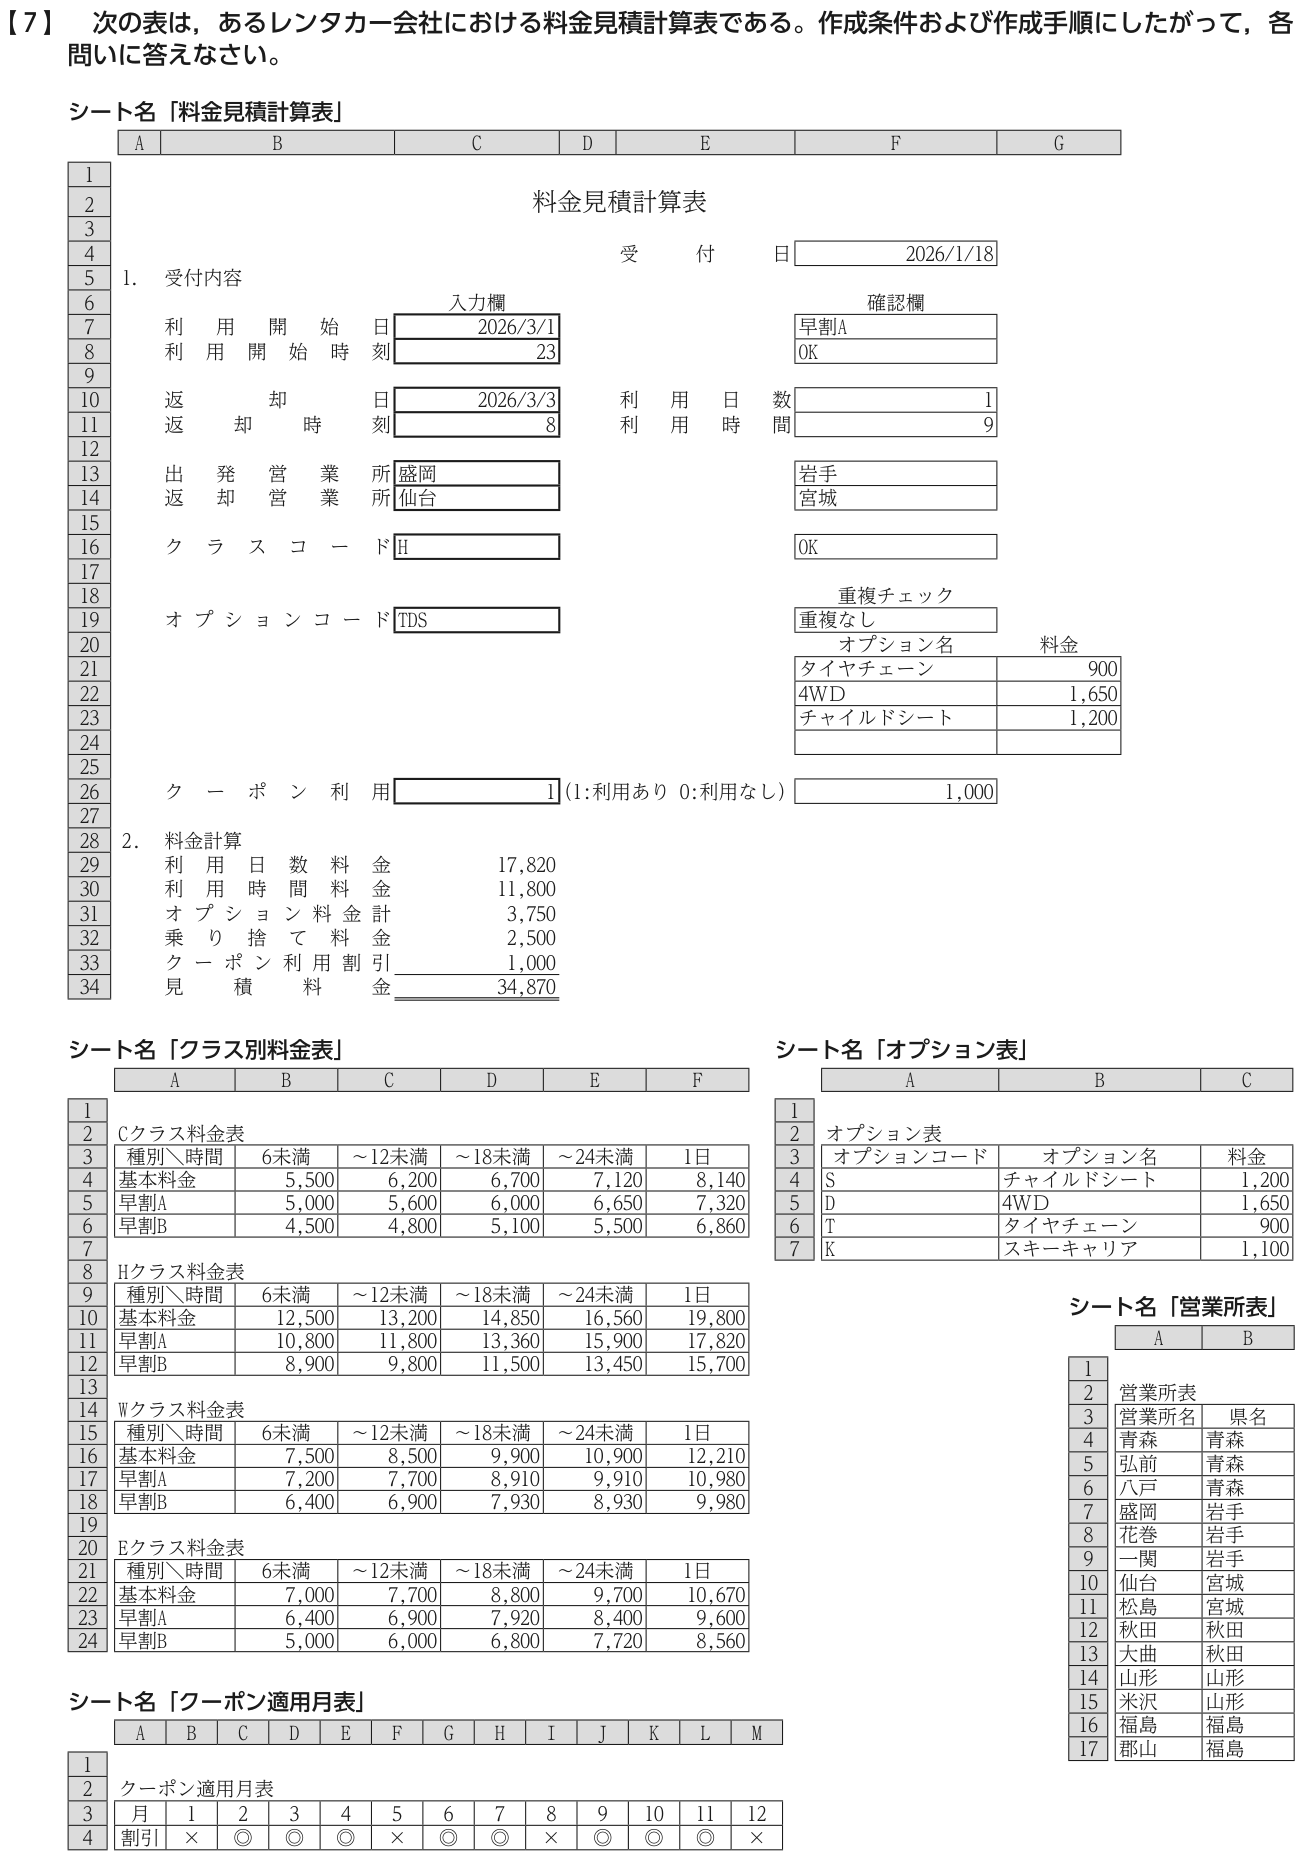 【7】 次の表は，あるレンタカー会社における料金見積計算表である。作成条件および作成手順にしたがって，各
問いに答えなさい。
シート名「料金見積計算表」
A B C D E F G
1
2 料金見積計算表
3
4 受付日 2026/1/18
5 1. 受付内容
6 入力欄 確認欄
7 利用開始日 2026/3/1 早割A
8 利用開始時刻 23 OK
9
10 返却日 2026/3/3 利用日数 1
11 返却時刻 8 利用時間 9
12
13 出発営業所 盛岡 岩手
14 返却営業所 仙台 宮城
15
16 クラスコード H OK
17
18 重複チェック
19 オプションコード TDS 重複なし
20 オプション名 料金
21 タイヤチェーン 900
22 4WD 1,650
23 チャイルドシート 1,200
24
25
26 クーポン利用 1 (1:利用あり 0:利用なし) 1,000
27
28 2. 料金計算
29 利用日数料金 17,820
30 利用時間料金 11,800
31 オプション料金計 3,750
32 乗り捨て料金 2,500
33 クーポン利用割引 1,000
34 見積料金 34,870
シート名「クラス別料金表」
A B C D E F
1
2 Cクラス料金表
3 種別＼時間 6未満 ～12未満 ～18未満 ～24未満 1日
4 基本料金 5,500 6,200 6,700 7,120 8,140
5 早割A 5,000 5,600 6,000 6,650 7,320
6 早割B 4,500 4,800 5,100 5,500 6,860
7
8 Hクラス料金表
9 種別＼時間 6未満 ～12未満 ～18未満 ～24未満 1日
10 基本料金 12,500 13,200 14,850 16,560 19,800
11 早割A 10,800 11,800 13,360 15,900 17,820
12 早割B 8,900 9,800 11,500 13,450 15,700
13
14 Wクラス料金表
15 種別＼時間 6未満 ～12未満 ～18未満 ～24未満 1日
16 基本料金 7,500 8,500 9,900 10,900 12,210
17 早割A 7,200 7,700 8,910 9,910 10,980
18 早割B 6,400 6,900 7,930 8,930 9,980
19
20 Eクラス料金表
21 種別＼時間 6未満 ～12未満 ～18未満 ～24未満 1日
22 基本料金 7,000 7,700 8,800 9,700 10,670
23 早割A 6,400 6,900 7,920 8,400 9,600
24 早割B 5,000 6,000 6,800 7,720 8,560
シート名「オプション表」
A B C
1
2 オプション表
3 オプションコード オプション名 料金
4 S チャイルドシート 1,200
5 D 4WD 1,650
6 T タイヤチェーン 900
7 K スキーキャリア 1,100
シート名「営業所表」
A B
1
2 営業所表
3 営業所名 県名
4 青森 青森
5 弘前 青森
6 八戸 青森
7 盛岡 岩手
8 花巻 岩手
9 一関 岩手
10 仙台 宮城
11 松島 宮城
12 秋田 秋田
13 大曲 秋田
14 山形 山形
15 米沢 山形
16 福島 福島
17 郡山 福島
シート名「クーポン適用月表」
A B C D E F G H I J K L M
1
2 クーポン適用月表
3 月 1 2 3 4 5 6 7 8 9 10 11 12
4 割引 × ◎ ◎ ◎ × ◎ ◎ × ◎ ◎ ◎ ×